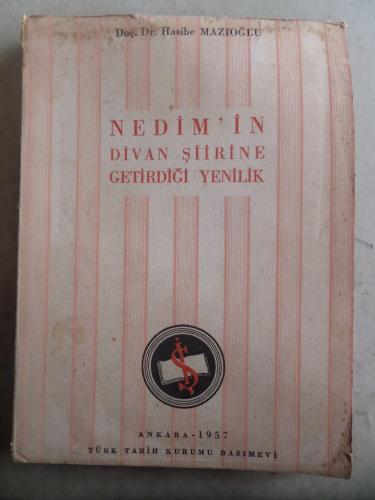 Doç. Dr. Hasibe MAZIOĞLU
NEDİM'İN
DİVAN ŞİİRİNE
GETİRDİĞİ YENİLİK
ANKARA-1957
TÜRK TARİH KURUMU BASIMEVİ